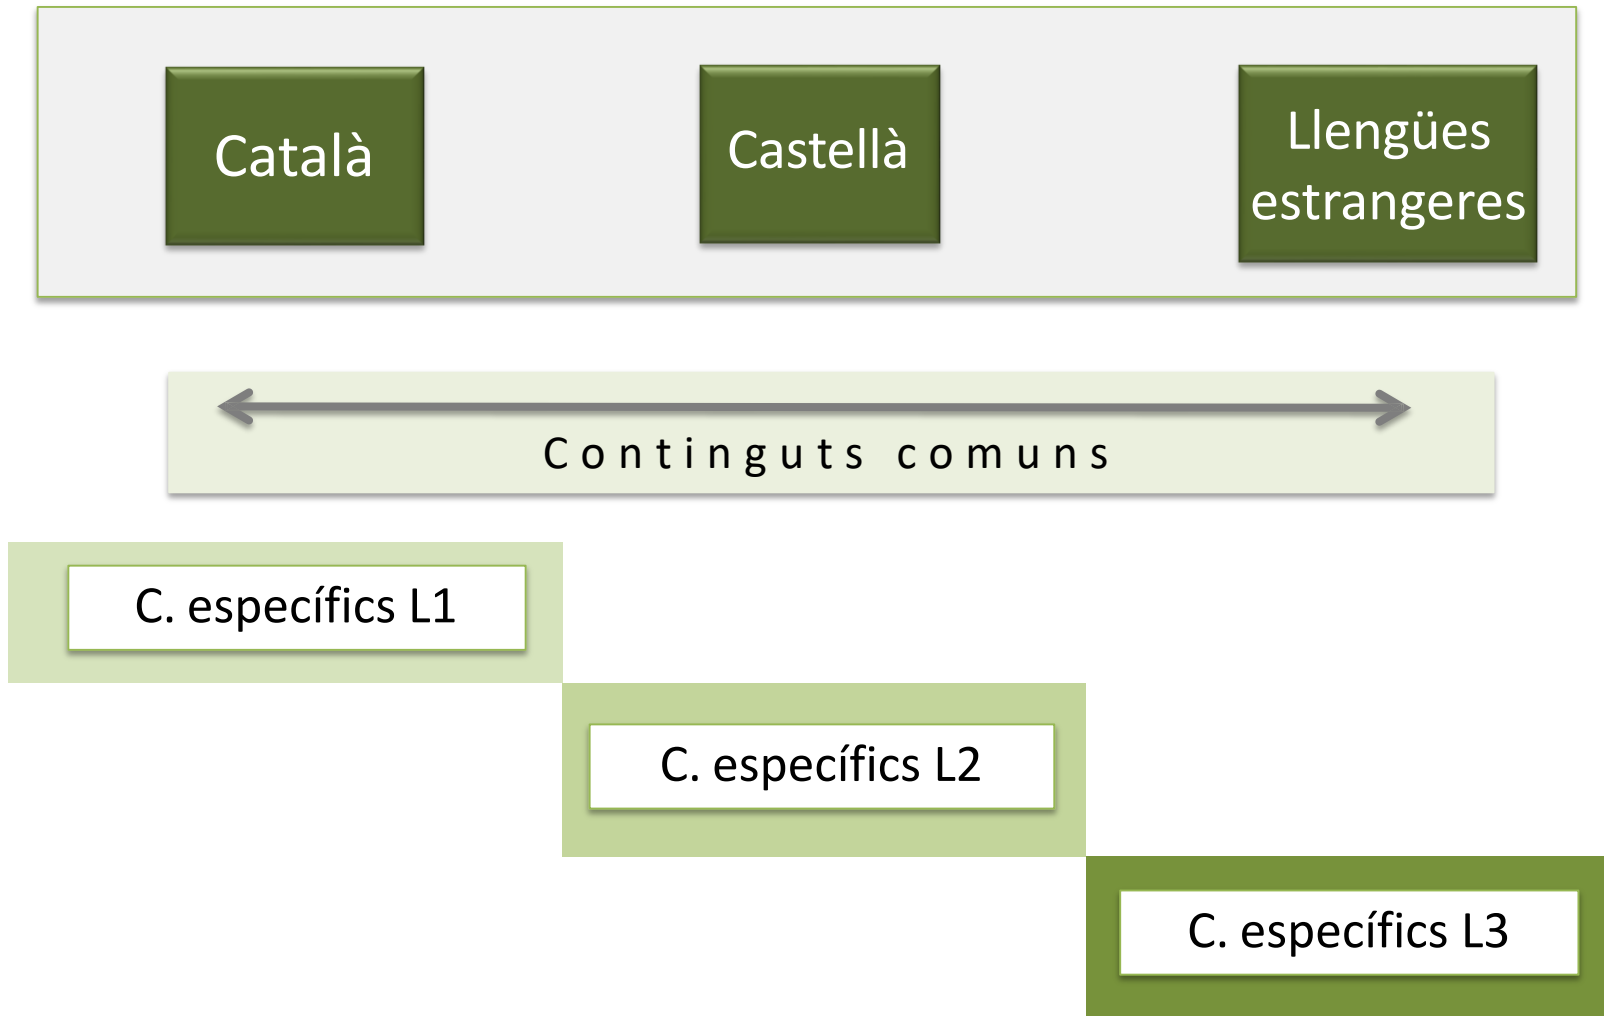 Català
Castellà
Llengües
estrangeres
Continguts comuns
C. específics L1
C. específics L2
C. específics L3